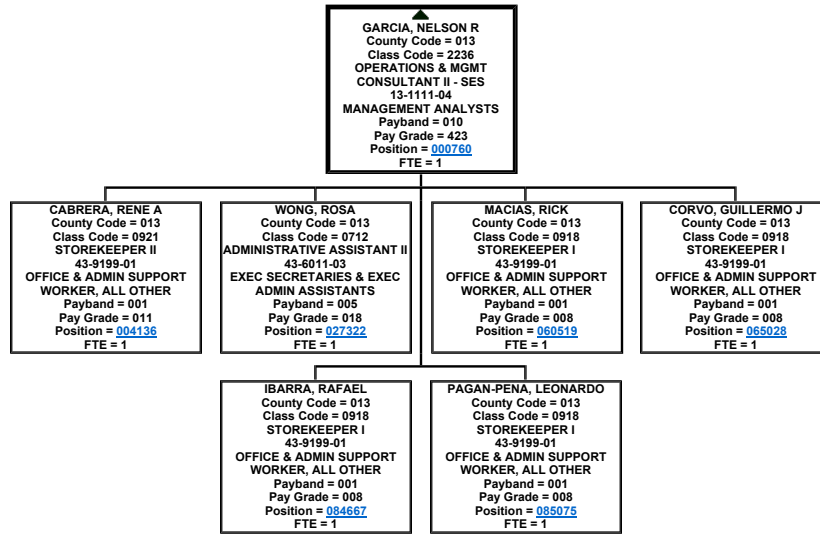 GARCIA, NELSON R
County Code = 013
Class Code = 2236
OPERATIONS & MGMT
CONSULTANT II - SES
13-1111-04
MANAGEMENT ANALYSTS
Payband = 010
Pay Grade = 423
Position = 000760
FTE = 1
CABRERA, RENE A
County Code = 013
Class Code = 0921
STOREKEEPER II
43-9199-01
OFFICE & ADMIN SUPPORT
WORKER, ALL OTHER
Payband = 001
Pay Grade = 011
Position = 004136
FTE = 1
WONG, ROSA
County Code = 013
Class Code = 0712
ADMINISTRATIVE ASSISTANT II
43-6011-03
EXEC SECRETARIES & EXEC
ADMIN ASSISTANTS
Payband = 005
Pay Grade = 018
Position = 027322
FTE = 1
MACIAS, RICK
County Code = 013
Class Code = 0918
STOREKEEPER I
43-9199-01
OFFICE & ADMIN SUPPORT
WORKER, ALL OTHER
Payband = 001
Pay Grade = 008
Position = 060519
FTE = 1
CORVO, GUILLERMO J
County Code = 013
Class Code = 0918
STOREKEEPER I
43-9199-01
OFFICE & ADMIN SUPPORT
WORKER, ALL OTHER
Payband = 001
Pay Grade = 008
Position = 065028
FTE = 1
IBARRA, RAFAEL
County Code = 013
Class Code = 0918
STOREKEEPER I
43-9199-01
OFFICE & ADMIN SUPPORT
WORKER, ALL OTHER
Payband = 001
Pay Grade = 008
Position = 084667
FTE = 1
PAGAN-PENA, LEONARDO
County Code = 013
Class Code = 0918
STOREKEEPER I
43-9199-01
OFFICE & ADMIN SUPPORT
WORKER, ALL OTHER
Payband = 001
Pay Grade = 008
Position = 085075
FTE = 1